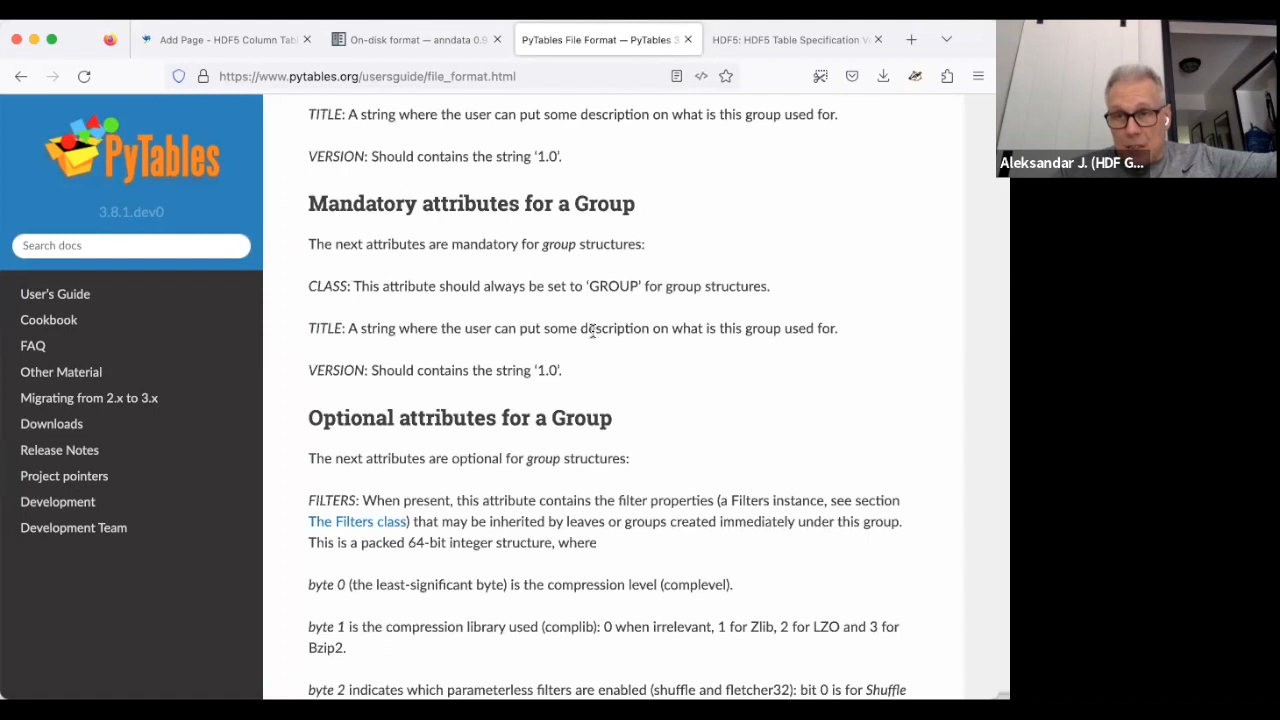 Add Page - HDF5 Column Tabl
On-disk format — anndata 0.9
PyTables File Format — PyTables 3
HDF5: HDF5 Table Specification Ve
https://www.pytables.org/usersguide/file_format.html
PyTables
3.8.1.dev0
Search docs
User's Guide
Cookbook
FAQ
Other Material
Migrating from 2.x to 3.x
Downloads
Release Notes
Project pointers
Development
Development Team
TITLE: A string where the user can put some description on what is this group used for.
VERSION: Should contains the string ‘1.0’.
Mandatory attributes for a Group
The next attributes are mandatory for group structures:
CLASS: This attribute should always be set to ‘GROUP’ for group structures.
TITLE: A string where the user can put some description on what is this group used for.
VERSION: Should contains the string ‘1.0’.
Optional attributes for a Group
The next attributes are optional for group structures:
FILTERS: When present, this attribute contains the filter properties (a Filters instance, see section
The Filters class) that may be inherited by leaves or groups created immediately under this group.
This is a packed 64-bit integer structure, where
byte 0 (the least-significant byte) is the compression level (complevel).
byte 1 is the compression library used (complib): 0 when irrelevant, 1 for Zlib, 2 for LZO and 3 for
Bzip2.
byte 2 indicates which parameterless filters are enabled (shuffle and fletcher32): bit 0 is for Shuffle
Aleksandar J. (HDF G...